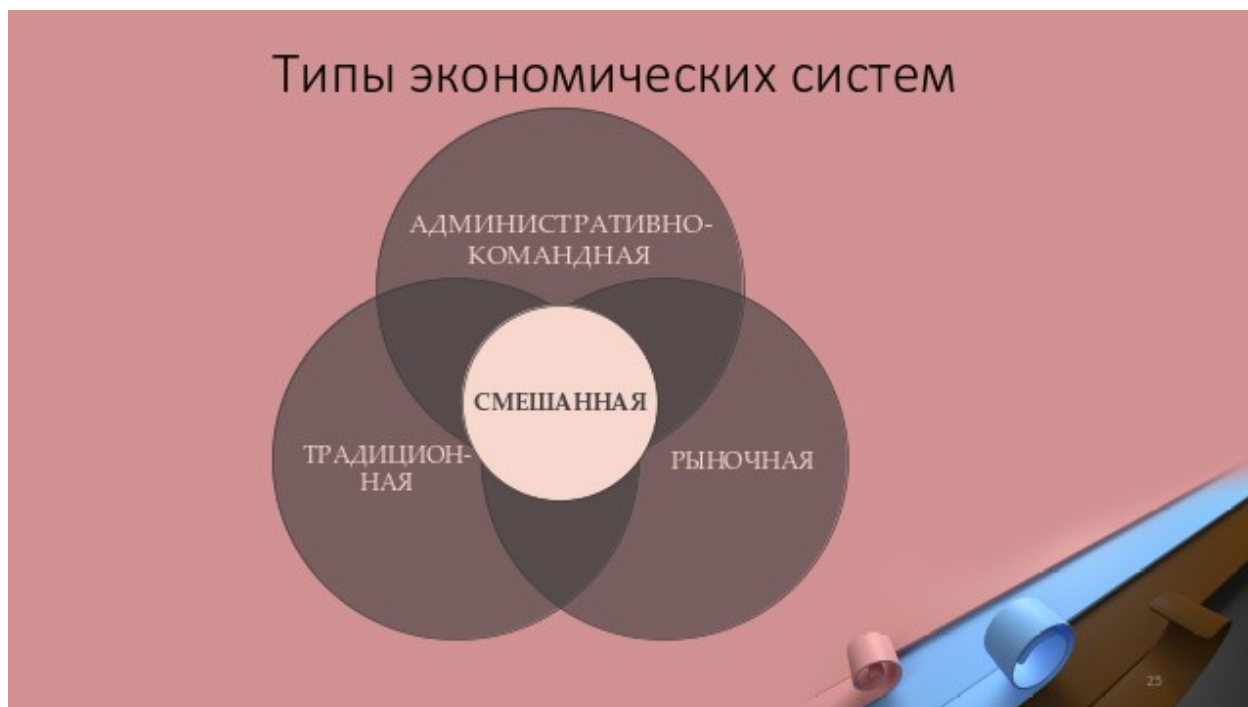 Типы экономических систем
АДМИНИСТРАТИВНО-
КОМАНДНАЯ
СМЕШАННАЯ
ТРАДИЦИОН-
НАЯ
РЫНОЧНАЯ
25